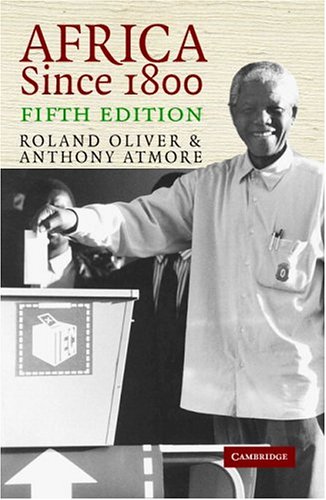 AFRICA
Since 1800
FIFTH EDITION
ROLAND OLIVER &
ANTHONY ATMORE
CAMBRIDGE